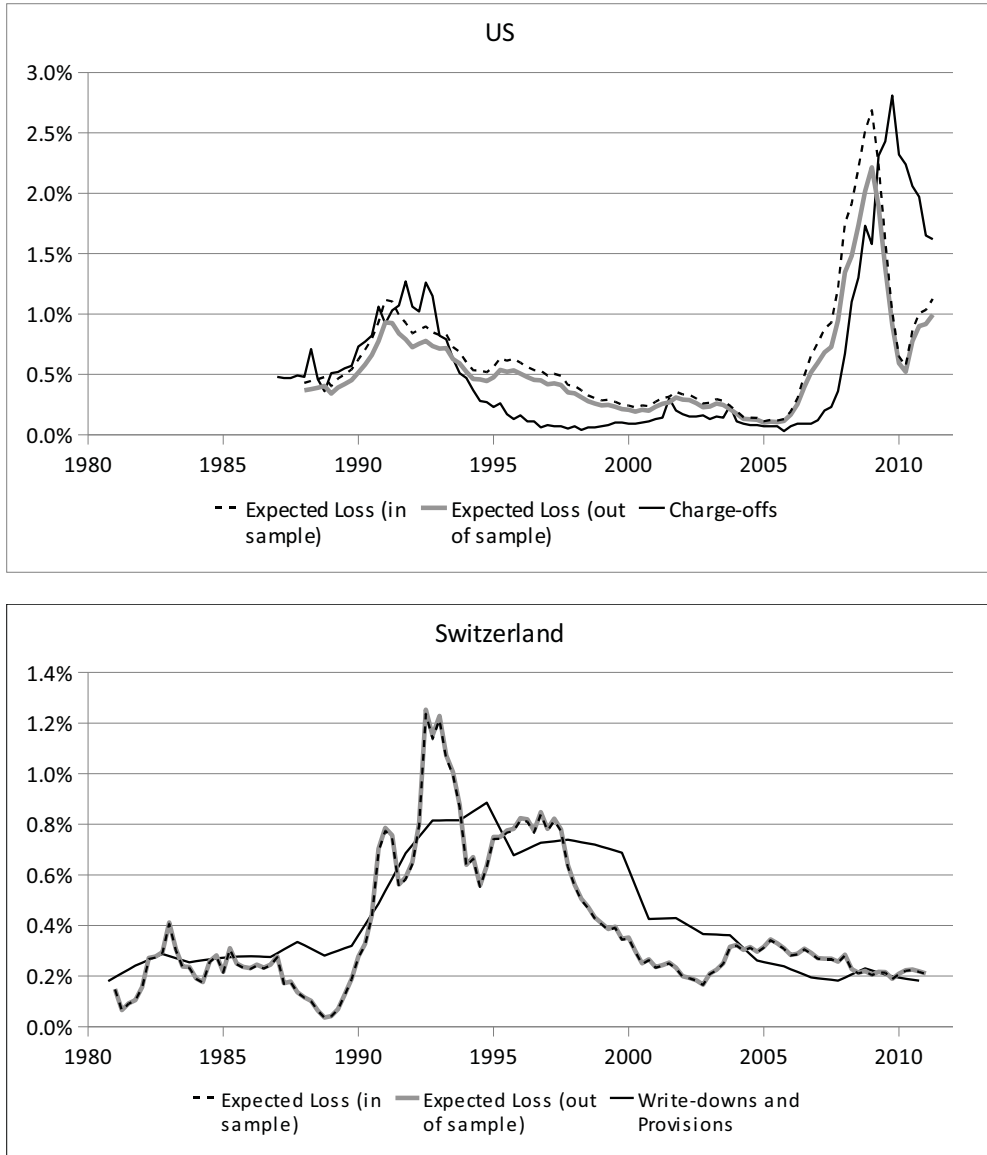 US
3.0%
2.5%
2.0%
1.5%
1.0%
0.5%
0.0%
1980 1985 1990 1995 2000 2005 2010
Expected Loss (in sample) Expected Loss (out of sample) Charge-offs
Switzerland
1.4%
1.2%
1.0%
0.8%
0.6%
0.4%
0.2%
0.0%
1980 1985 1990 1995 2000 2005 2010
Expected Loss (in sample) Expected Loss (out of sample) Write-downs and Provisions